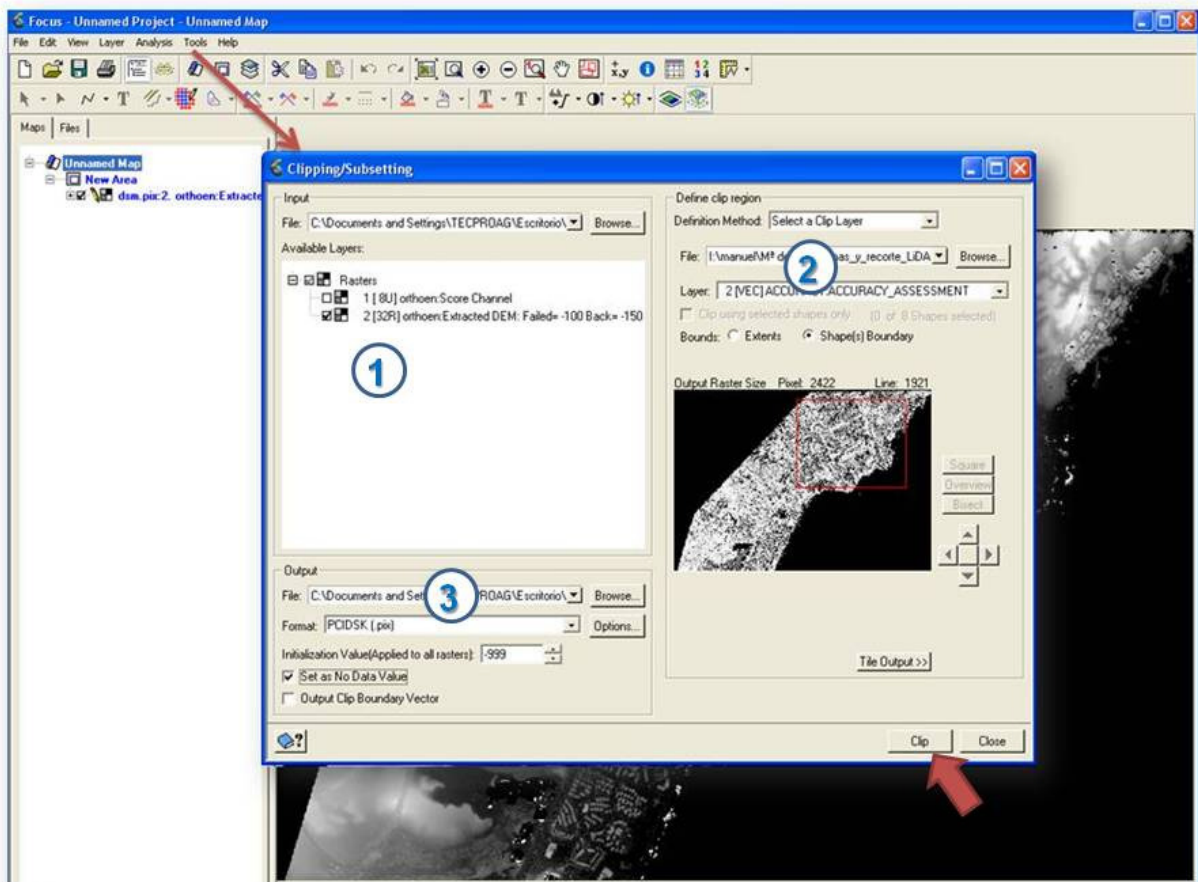 Focus - Unnamed Project - Unnamed Map
File Edit View Layer Analysis Tools Help
Maps Files
Unnamed Map
New Area
dsm.pix:2. orthoen:Extracte
Clipping/Subsetting
Input
File: C:\Documents and Settings\TECPROAG\Escritorio\ Browse...
Available Layers:
Rasters
1 [ 8U] orthoen:Score Channel
2 [32R] orthoen:Extracted DEM: Failed= -100 Back= -150
1
Define clip region
Definition Method: Select a Clip Layer
File: I:\manuel\Mª d as_y_recorte_LiDA Browse...
2
Layer: 2 [VEC] ACCUR ACCURACY_ASSESSMENT
Clip using selected shapes only (0 of 8 Shapes selected)
Bounds: Extents Shape(s) Boundary
Output Raster Size Pixel: 2422 Line: 1921
Square
Overview
Bisect
Tile Output >>
Output
File: C:\Documents and Set PROAG\Escritorio\ Browse...
3
Format: PCIDSK (.pix) Options...
Initialization Value(Applied to all rasters): -999
Set as No Data Value
Output Clip Boundary Vector
Clip Close